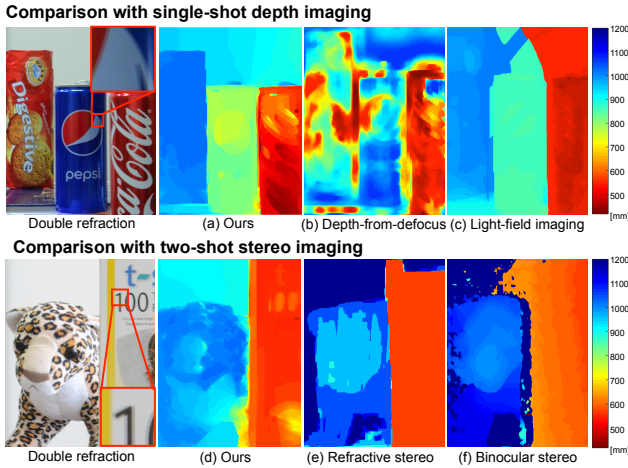 Comparison with single-shot depth imaging
Digestive
pepsi
Coca-Cola
1200
1100
1000
900
800
700
600
500
[mm]
Double refraction
(a) Ours
(b) Depth-from-defocus
(c) Light-field imaging
Comparison with two-shot stereo imaging
t-s
100
10
1200
1100
1000
900
800
700
600
500
[mm]
Double refraction
(d) Ours
(e) Refractive stereo
(f) Binocular stereo